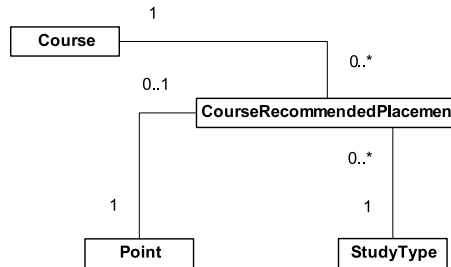 1
Course
0..*
0..1
CourseRecommendedPlacemen
0..*
1
1
Point
StudyType